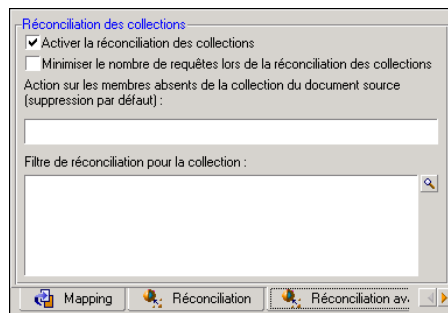 Réconciliation des collections
Activer la réconciliation des collections
Minimiser le nombre de requêtes lors de la réconciliation des collections
Action sur les membres absents de la collection du document source
(suppression par défaut) :
Filtre de réconciliation pour la collection :
Mapping
Réconciliation
Réconciliation av.